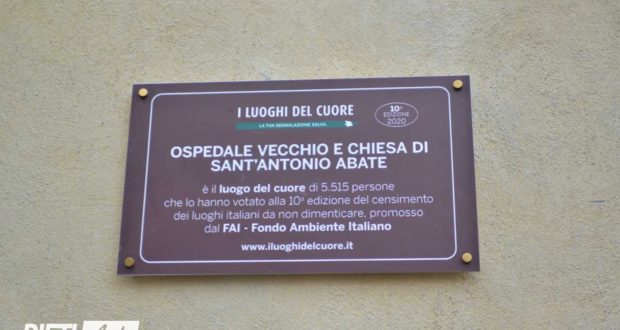 I LUOGHI DEL CUORE
LA TUA SEGNALAZIONE SALVA.
10ª
EDIZIONE
2020
OSPEDALE VECCHIO E CHIESA DI
SANT'ANTONIO ABATE
è il luogo del cuore di 5.515 persone
che lo hanno votato alla 10ª edizione del censimento
dei luoghi italiani da non dimenticare, promosso
dal FAI - Fondo Ambiente Italiano
www.iluoghidelcuore.it